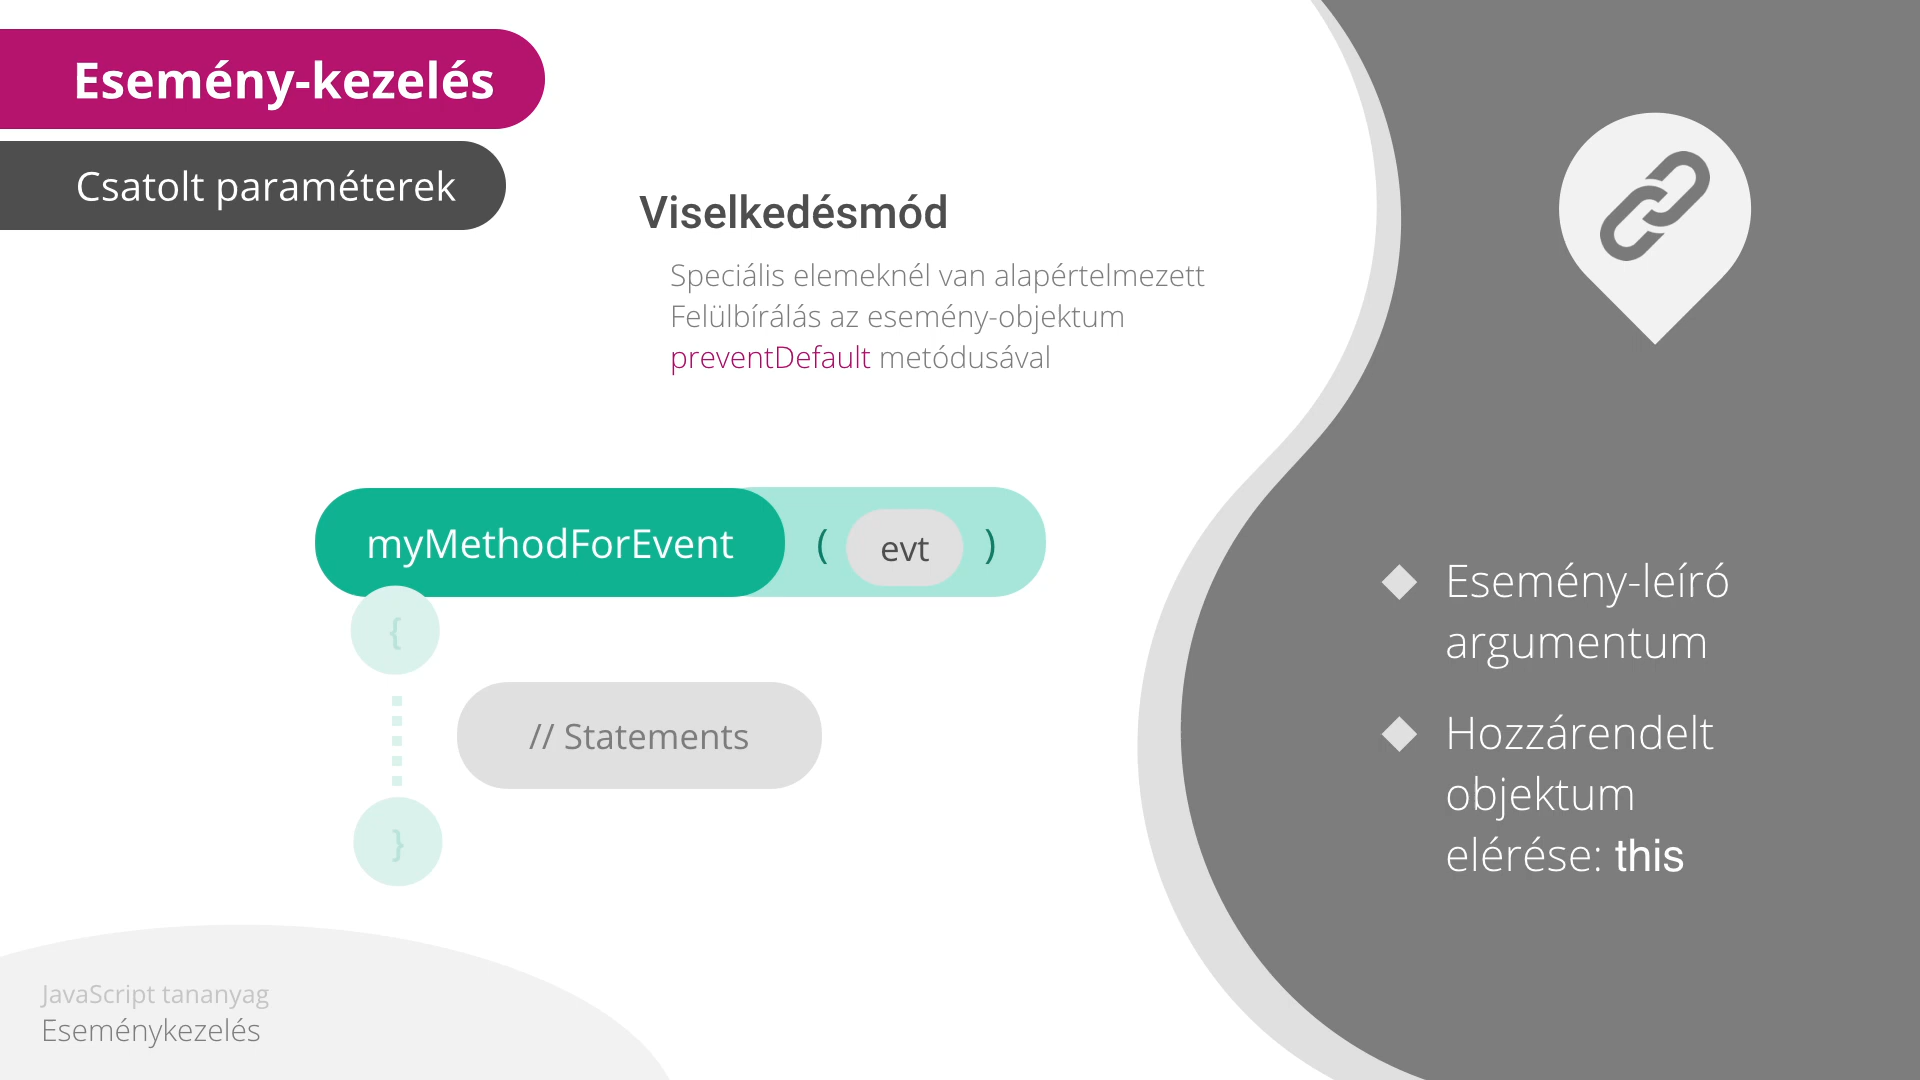 Esemény-kezelés
Csatolt paraméterek
Viselkedésmód
Speciális elemeknél van alapértelmezett
Felülbírálás az esemény-objektum
preventDefault metódusával
myMethodForEvent ( evt )
{
// Statements
}
Esemény-leíró
argumentum
Hozzárendelt
objektum
elérése: this
JavaScript tananyag
Eseménykezelés